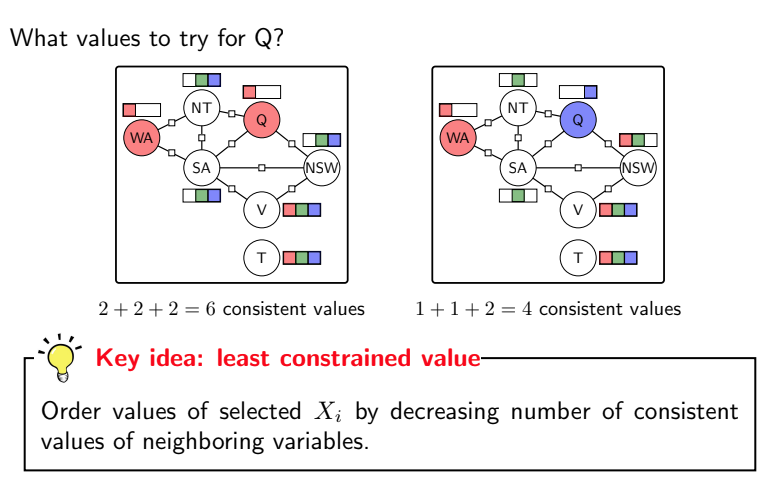 What values to try for Q?
NT
Q
WA
SA
NSW
V
T
2 + 2 + 2 = 6 consistent values
NT
Q
WA
SA
NSW
V
T
1 + 1 + 2 = 4 consistent values
Key idea: least constrained value
Order values of selected Xᵢ by decreasing number of consistent
values of neighboring variables.